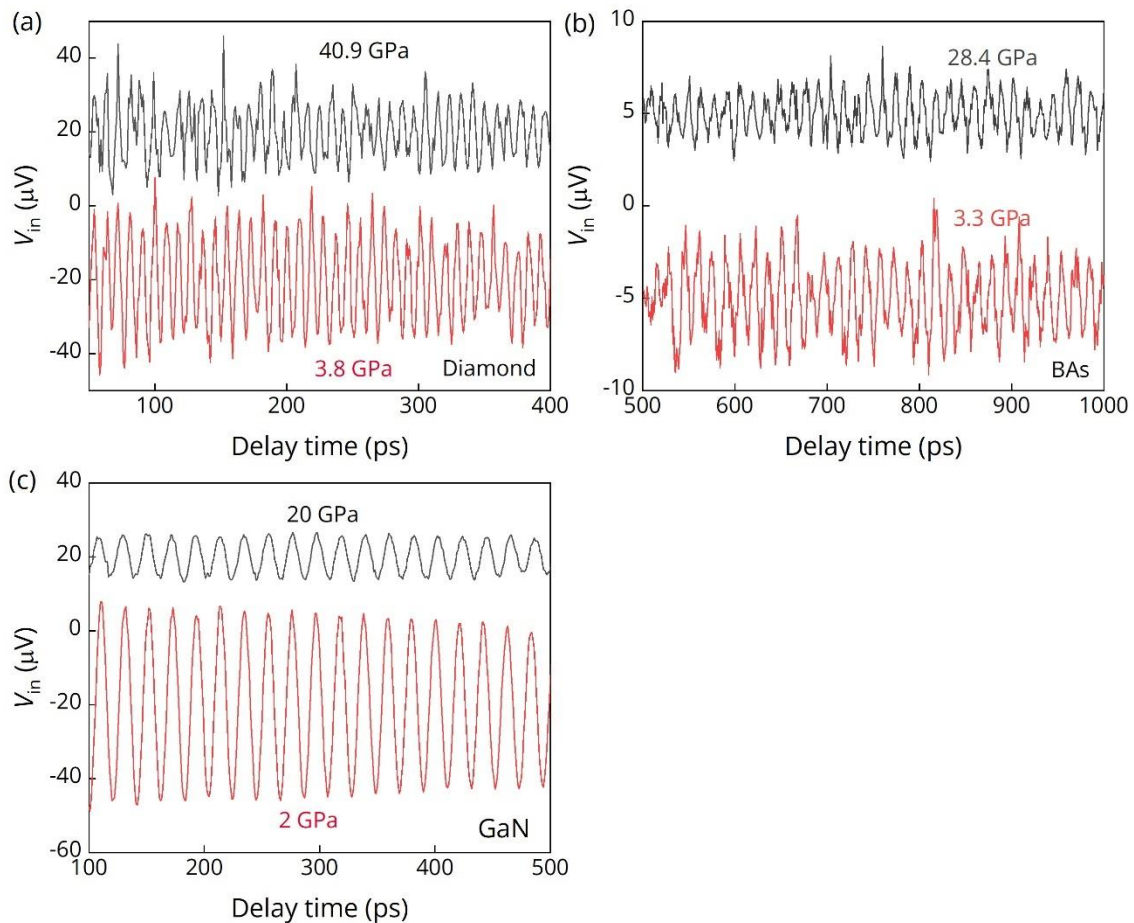 (a)
40
20
0
-20
-40
V_in (μV)
40.9 GPa
3.8 GPa
Diamond
100
200
300
400
Delay time (ps)
(b)
10
5
0
-5
-10
V_in (μV)
28.4 GPa
3.3 GPa
BAs
500
600
700
800
900
1000
Delay time (ps)
(c)
40
20
0
-20
-40
-60
V_in (μV)
20 GPa
2 GPa
GaN
100
200
300
400
500
Delay time (ps)